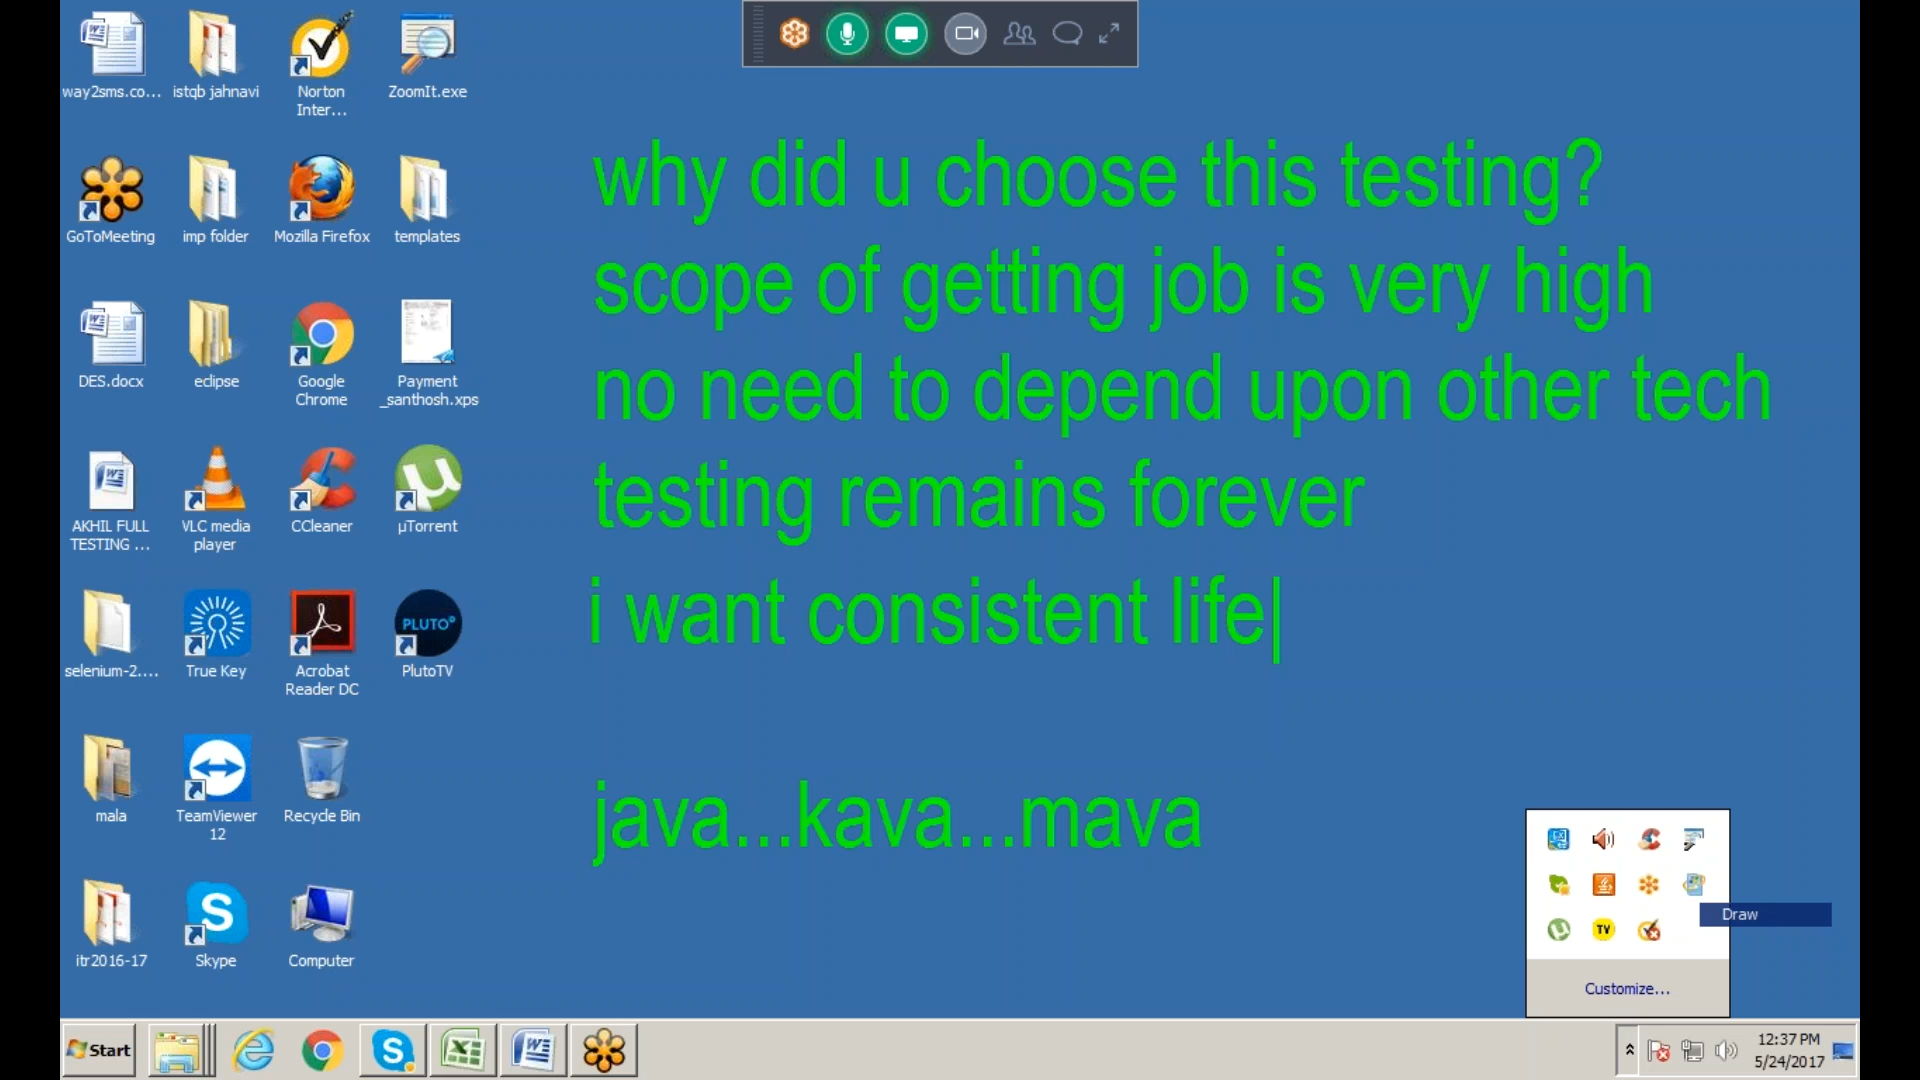 way2sms.co...
istqb jahnavi
Norton
Inter...
ZoomIt.exe
why did u choose this testing?
scope of getting job is very high
no need to depend upon other tech
testing remains forever
i want consistent life
java...kava...mava
GoToMeeting
imp folder
Mozilla Firefox
templates
DES.docx
eclipse
Google
Chrome
Payment
_santhosh.xps
AKHIL FULL
TESTING ...
VLC media
player
CCleaner
µTorrent
selenium-2....
True Key
Acrobat
Reader DC
PLUTO
PlutoTV
mala
TeamViewer
12
Recycle Bin
itr2016-17
Skype
Computer
TV
Draw
Customize...
Start
12:37 PM
5/24/2017